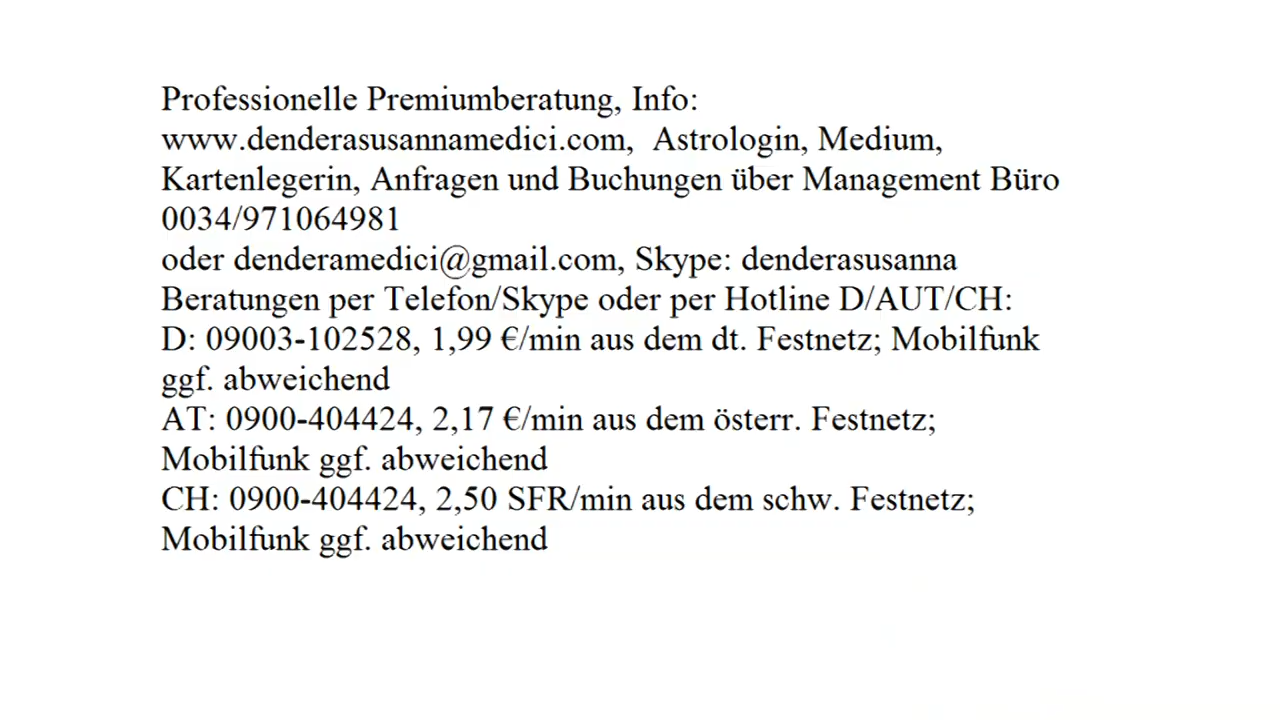 Professionelle Premiumberatung, Info:
www.denderasusannamedici.com,  Astrologin, Medium,
Kartenlegerin, Anfragen und Buchungen über Management Büro
0034/971064981
oder denderamedici@gmail.com, Skype: denderasusanna
Beratungen per Telefon/Skype oder per Hotline D/AUT/CH:
D: 09003-102528, 1,99 €/min aus dem dt. Festnetz; Mobilfunk
ggf. abweichend
AT: 0900-404424, 2,17 €/min aus dem österr. Festnetz;
Mobilfunk ggf. abweichend
CH: 0900-404424, 2,50 SFR/min aus dem schw. Festnetz;
Mobilfunk ggf. abweichend